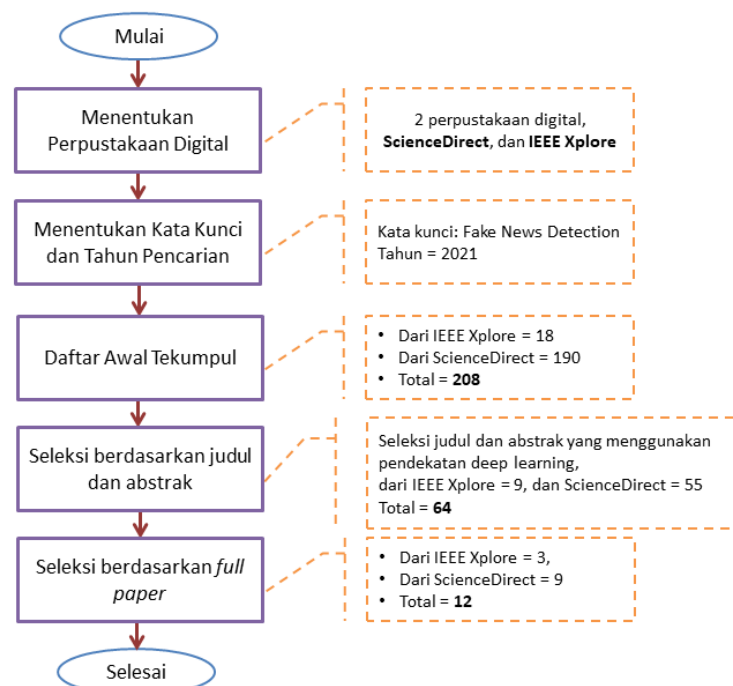 Mulai
Menentukan
Perpustakaan Digital
2 perpustakaan digital,
ScienceDirect, dan IEEE Xplore
Menentukan Kata Kunci
dan Tahun Pencarian
Kata kunci: Fake News Detection
Tahun = 2021
Daftar Awal Tekumpul
• Dari IEEE Xplore = 18
• Dari ScienceDirect = 190
• Total = 208
Seleksi berdasarkan judul
dan abstrak
Seleksi judul dan abstrak yang menggunakan
pendekatan deep learning,
dari IEEE Xplore = 9, dan ScienceDirect = 55
Total = 64
Seleksi berdasarkan full
paper
• Dari IEEE Xplore = 3,
• Dari ScienceDirect = 9
• Total = 12
Selesai